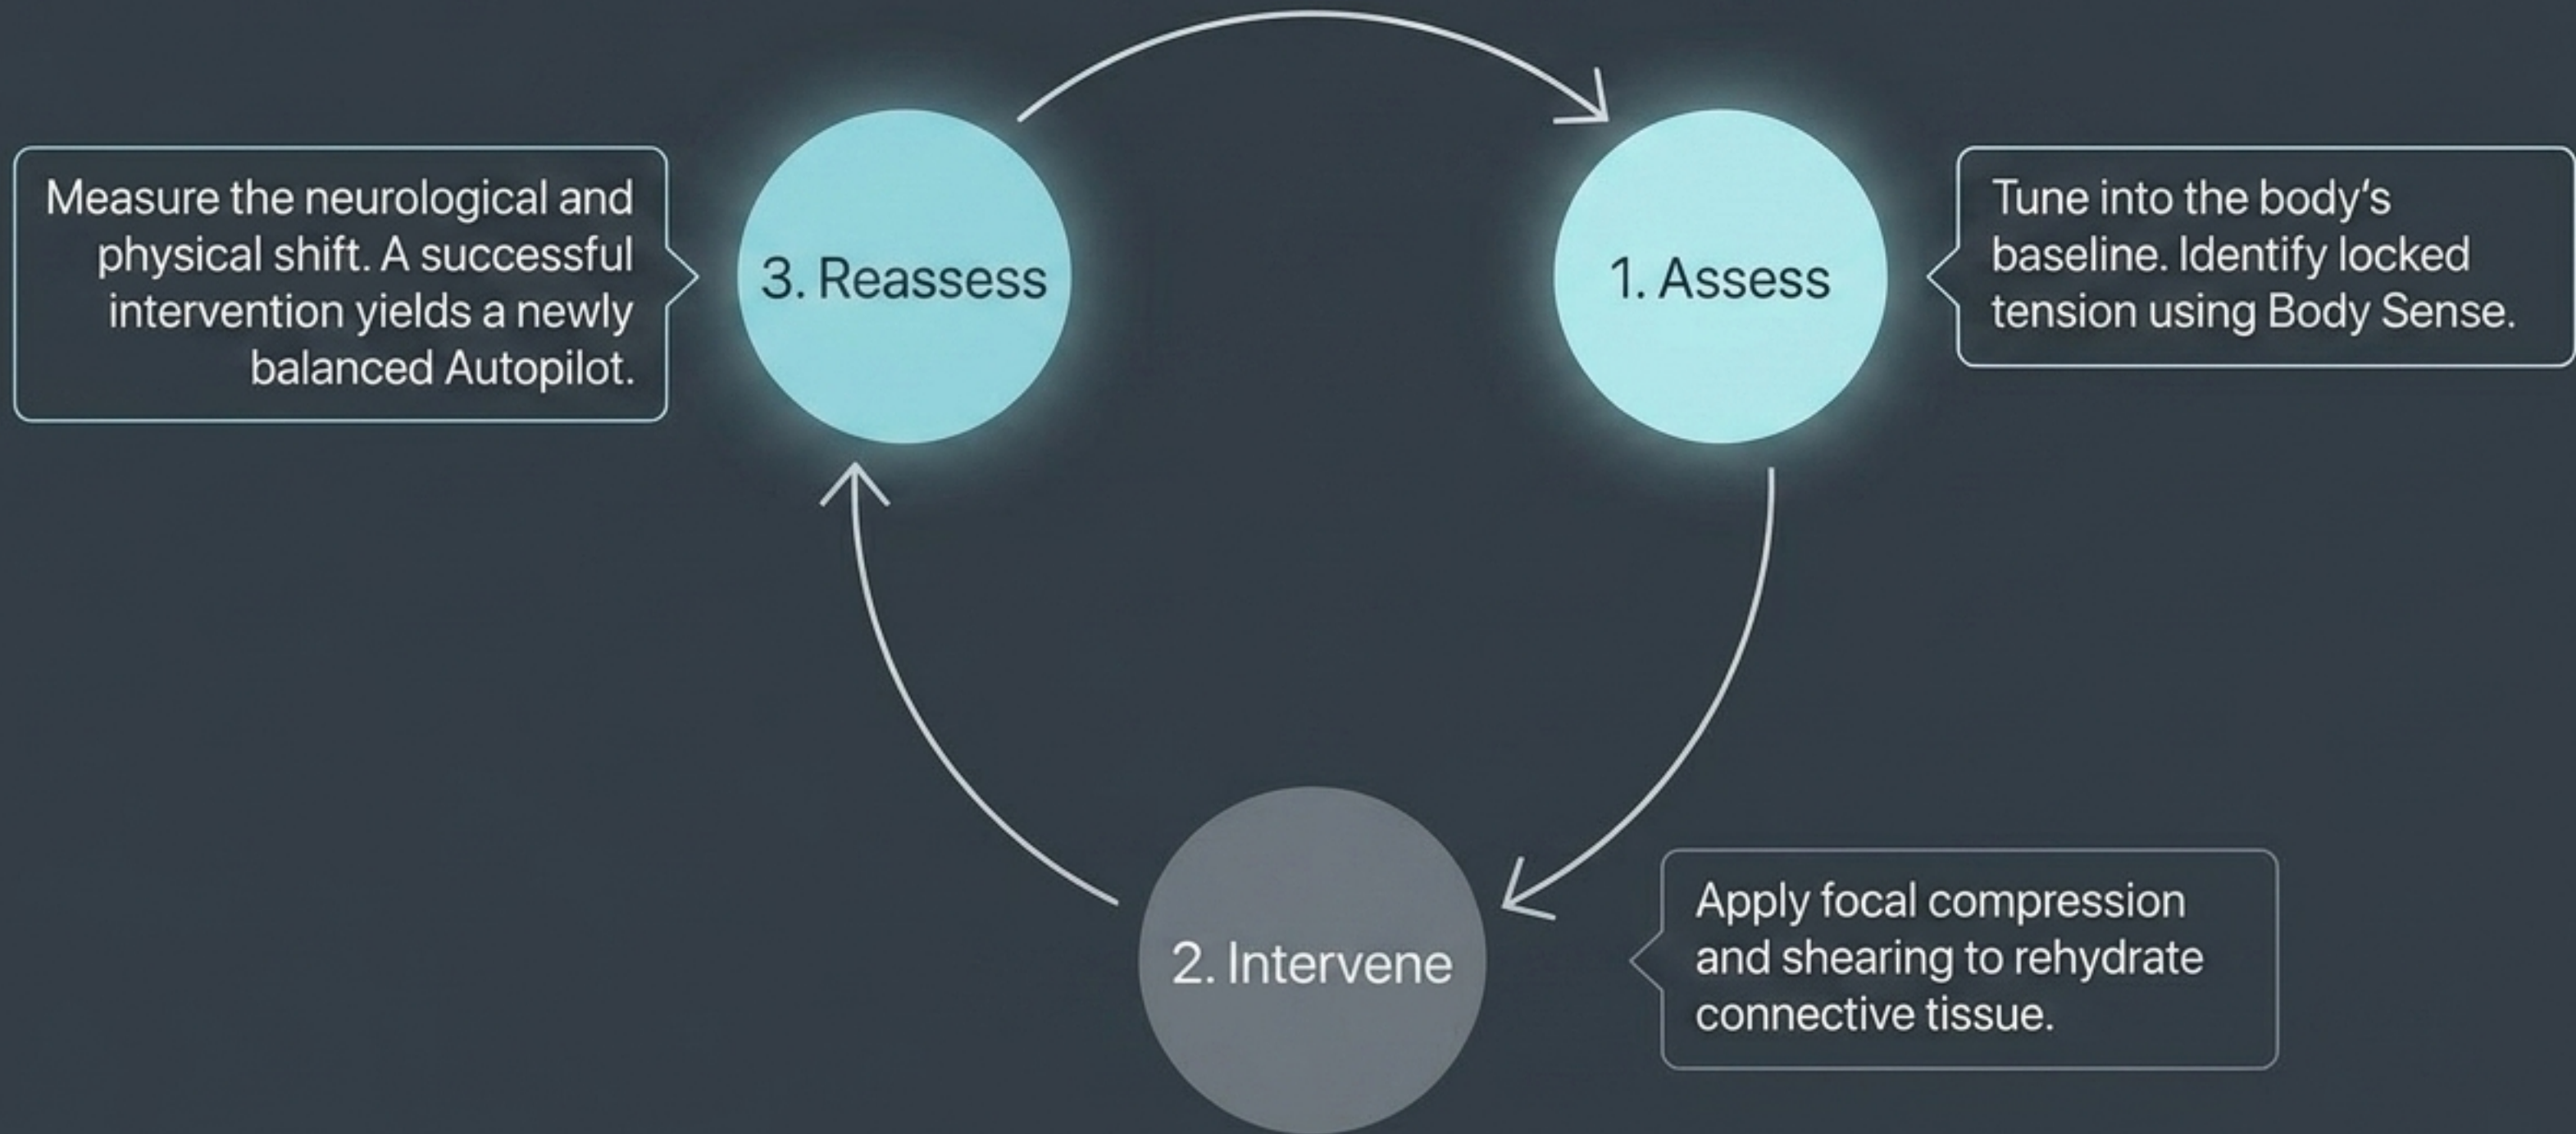 1. Assess
Tune into the body's
baseline. Identify locked
tension using Body Sense.
2. Intervene
Apply focal compression
and shearing to rehydrate
connective tissue.
3. Reassess
Measure the neurological and
physical shift. A successful
intervention yields a newly
balanced Autopilot.